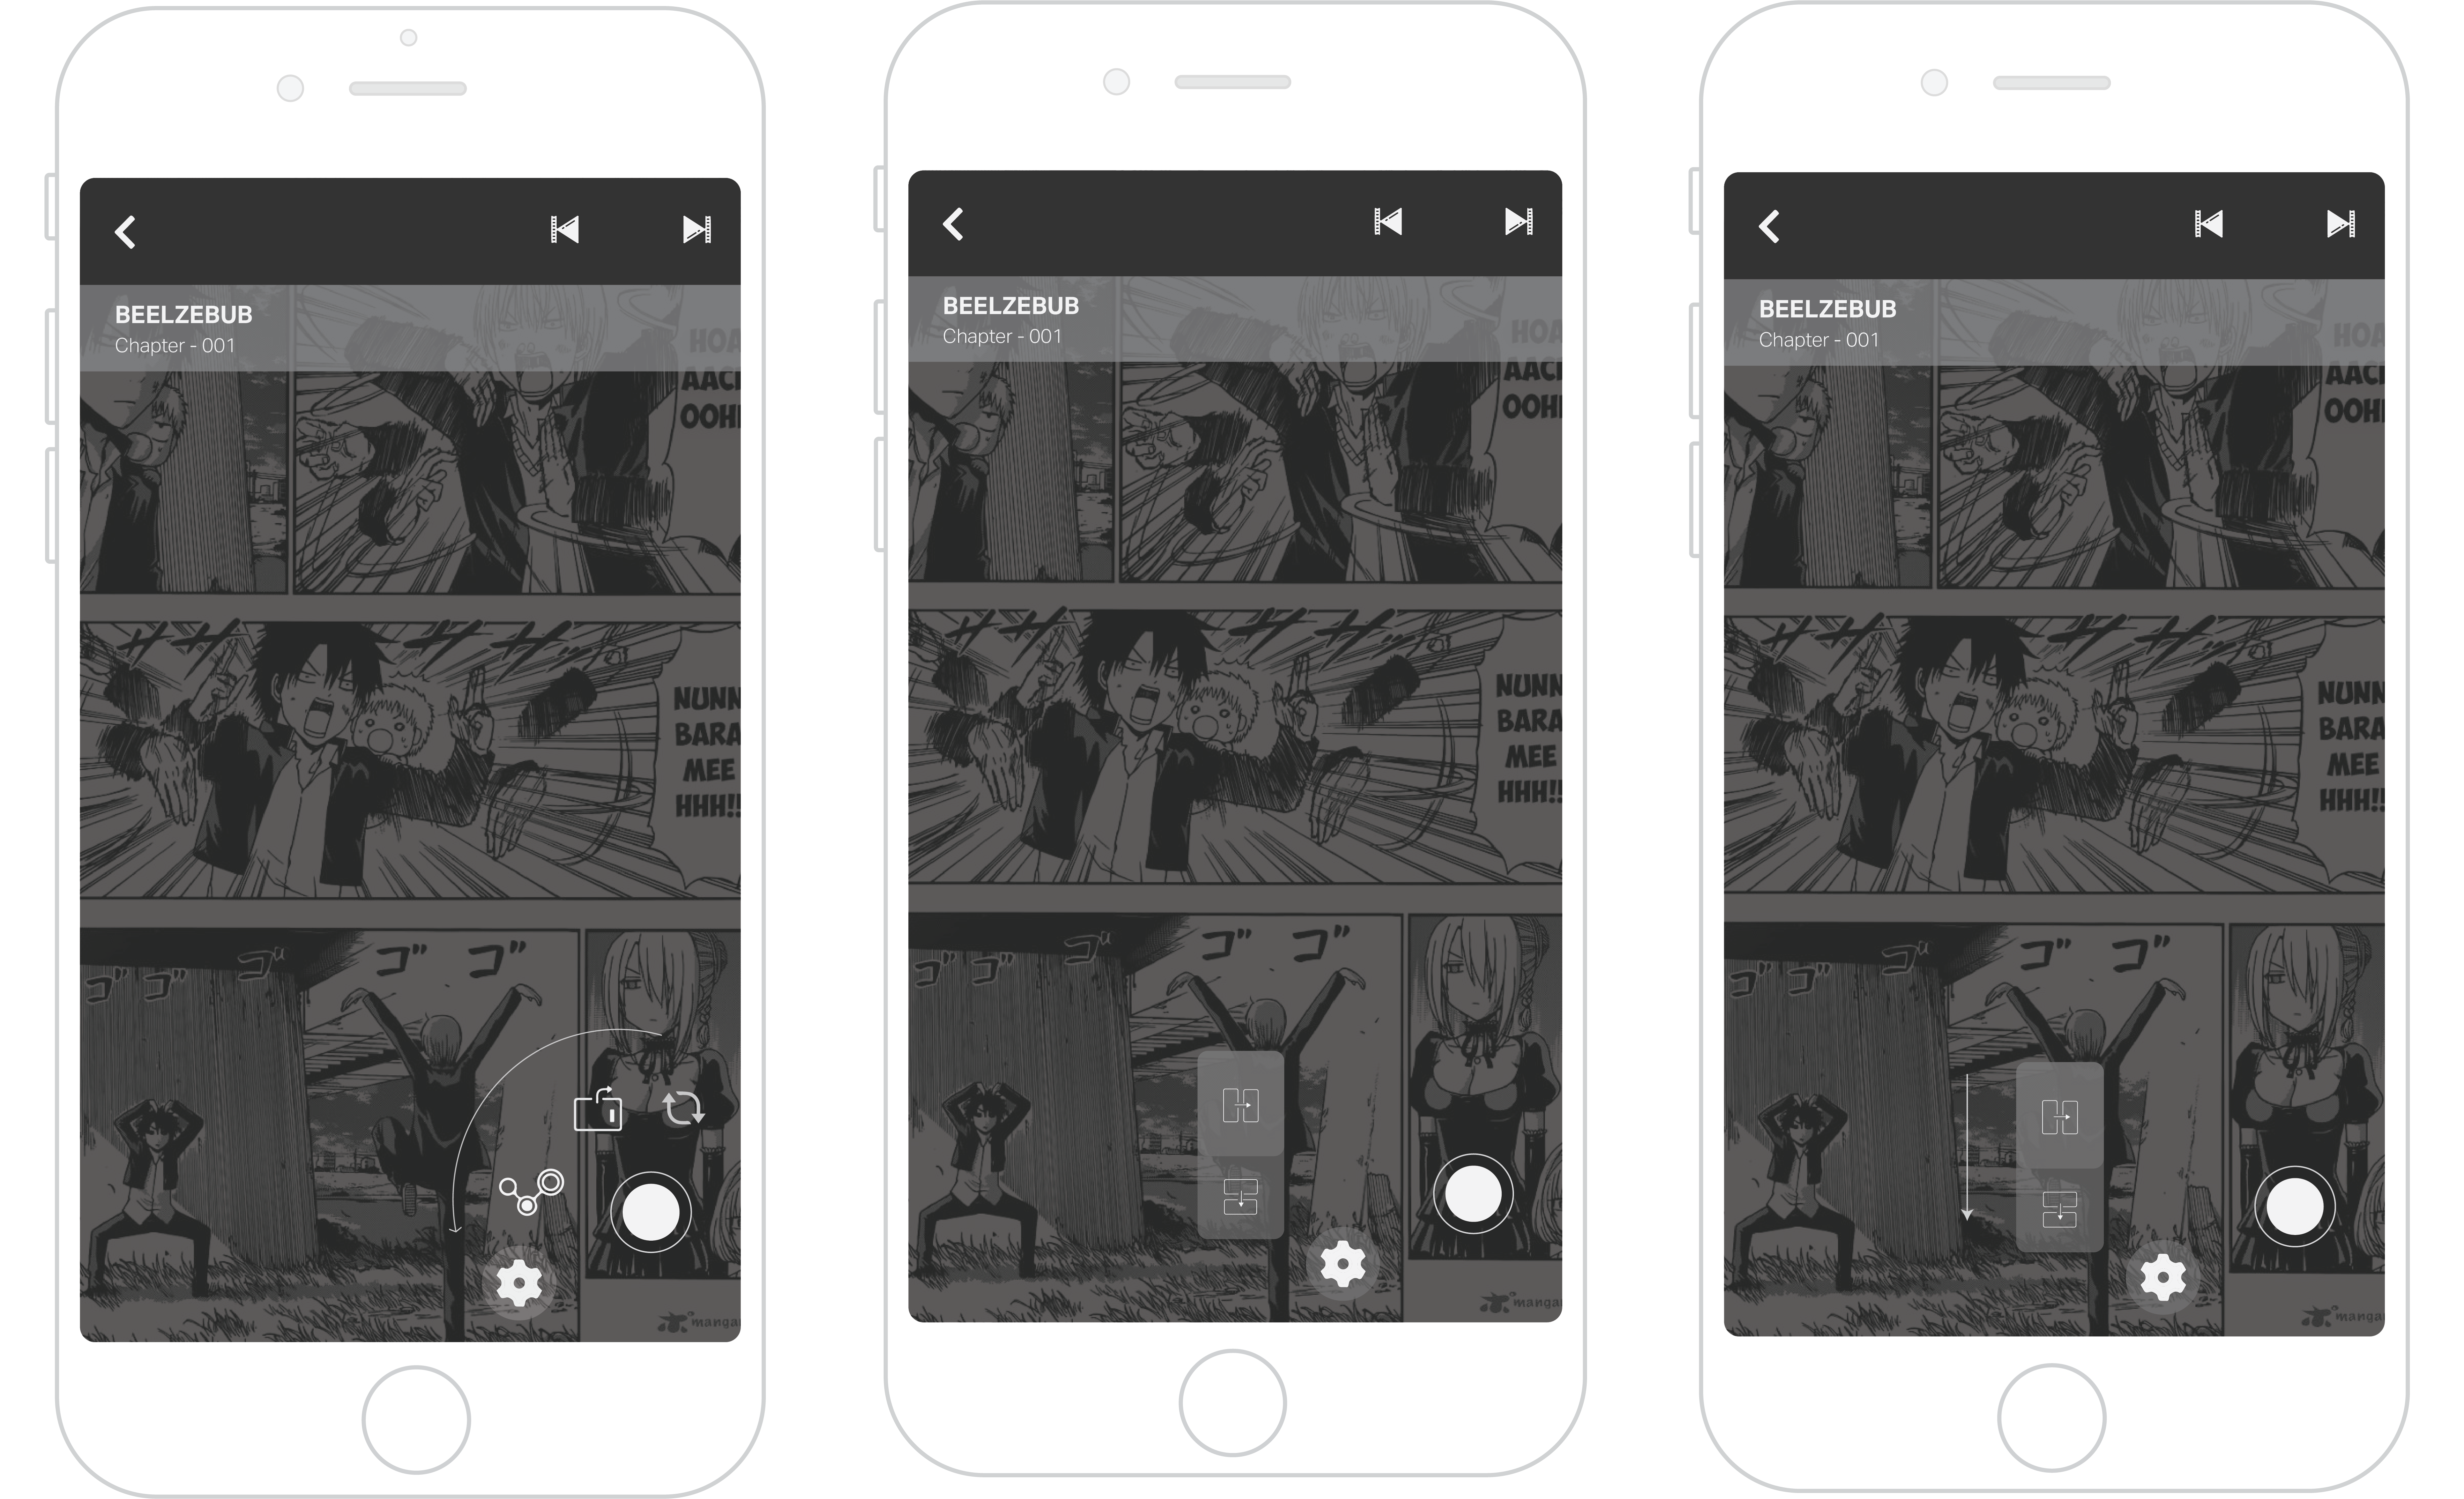 BEELZEBUB
Chapter - 001
HOA
AACH
OOH
NUNN
BARA
MEE
HHH!!
ゴゴゴゴゴ
manga
BEELZEBUB
Chapter - 001
HOA
AACH
OOH
NUNN
BARA
MEE
HHH!!
ゴゴゴゴゴ
manga
BEELZEBUB
Chapter - 001
HOA
AACH
OOH
NUNN
BARA
MEE
HHH!!
ゴゴゴゴゴ
manga